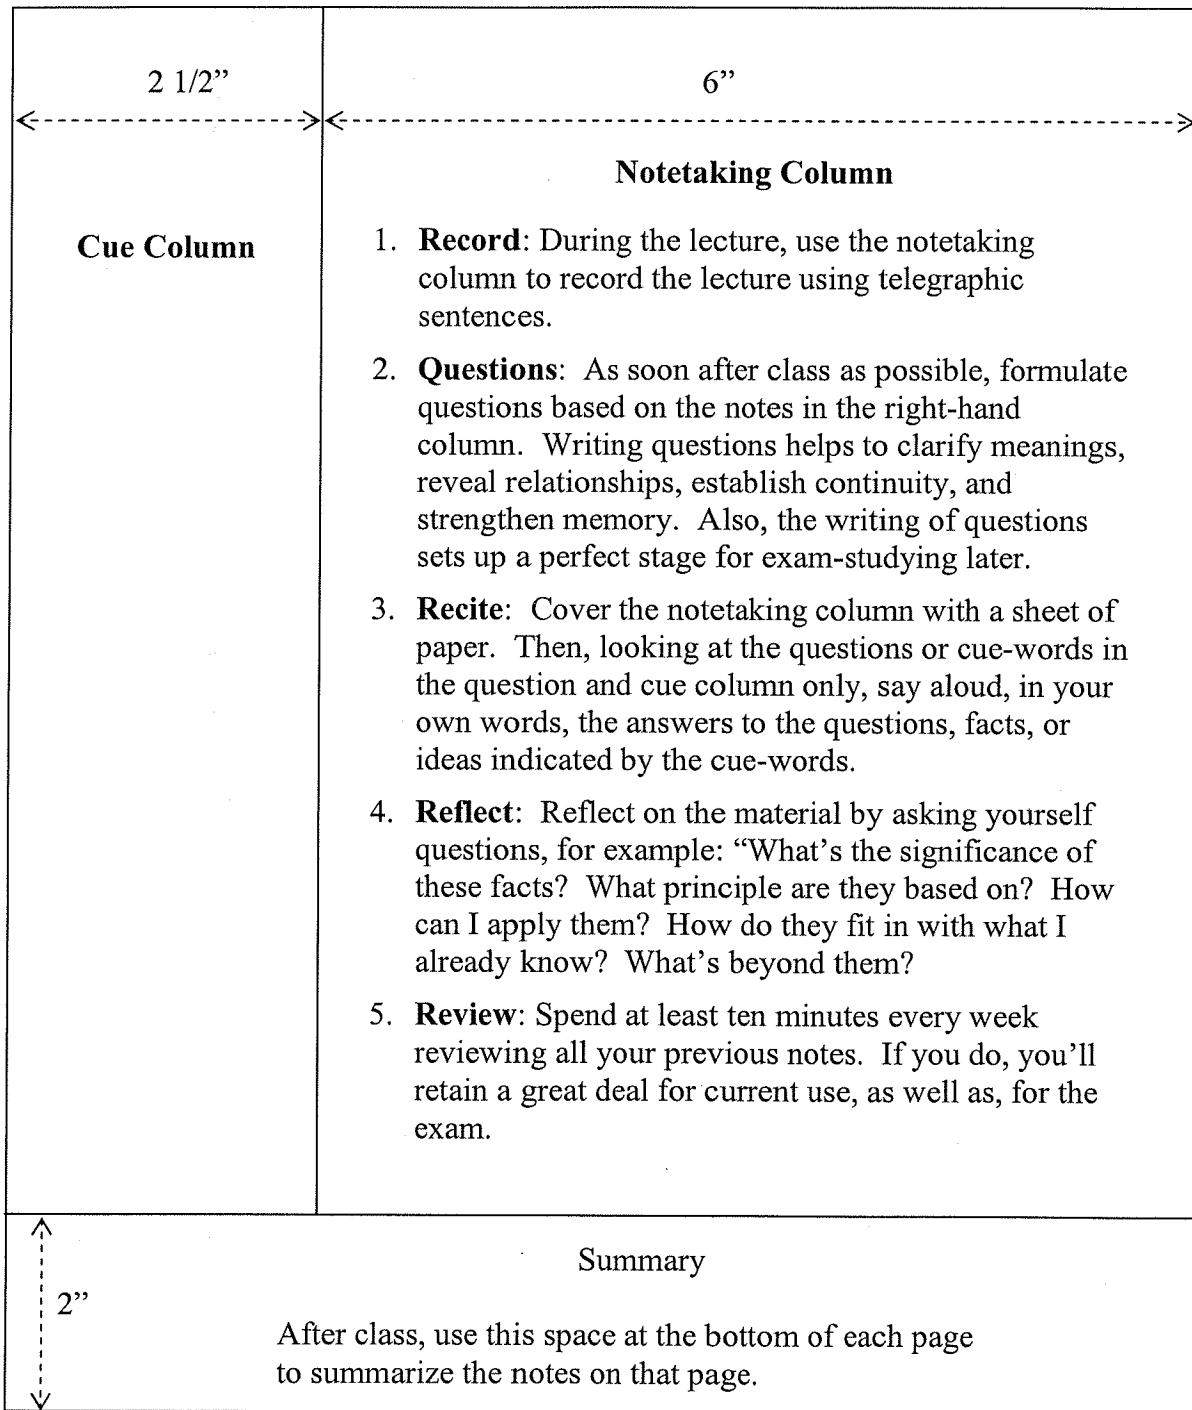 2 1/2”
6”
Notetaking Column
Cue Column
1. Record: During the lecture, use the notetaking
column to record the lecture using telegraphic
sentences.
2. Questions: As soon after class as possible, formulate
questions based on the notes in the right-hand
column. Writing questions helps to clarify meanings,
reveal relationships, establish continuity, and
strengthen memory. Also, the writing of questions
sets up a perfect stage for exam-studying later.
3. Recite: Cover the notetaking column with a sheet of
paper. Then, looking at the questions or cue-words in
the question and cue column only, say aloud, in your
own words, the answers to the questions, facts, or
ideas indicated by the cue-words.
4. Reflect: Reflect on the material by asking yourself
questions, for example: “What’s the significance of
these facts? What principle are they based on? How
can I apply them? How do they fit in with what I
already know? What’s beyond them?
5. Review: Spend at least ten minutes every week
reviewing all your previous notes. If you do, you’ll
retain a great deal for current use, as well as, for the
exam.
Summary
2”
After class, use this space at the bottom of each page
to summarize the notes on that page.